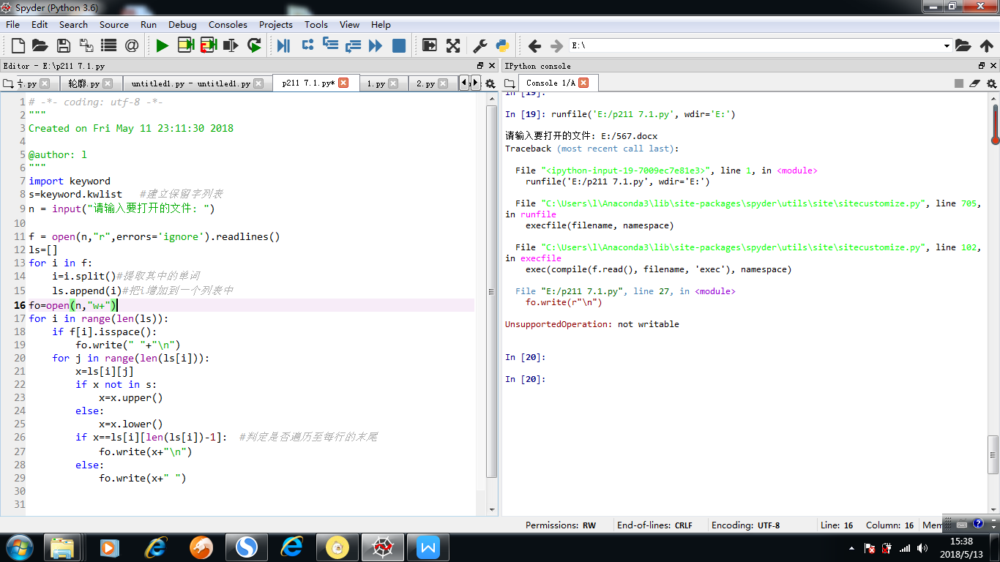 Spyder (Python 3.6)
File Edit Search Source Run Debug Consoles Projects Tools View Help
E:\
Editor - E:\p211 7.1.py
IPython console
.py 轮廓.py untitled1.py - untitled1.py p211 7.1.py* 1.py 2.py
Console 1/A
1 # -*- coding: utf-8 -*-
2 """
3 Created on Fri May 11 23:11:30 2018
4
5 @author: l
6 """
7 import keyword
8 s=keyword.kwlist #建立保留字列表
9 n = input("请输入要打开的文件: ")
10
11 f = open(n,"r",errors='ignore').readlines()
12 ls=[]
13 for i in f:
14 i=i.split()#提取其中的单词
15 ls.append(i)#把i增加到一个列表中
16 fo=open(n,"w+")
17 for i in range(len(ls)):
18 if f[i].isspace():
19 fo.write(" "+"\n")
20 for j in range(len(ls[i])):
21 x=ls[i][j]
22 if x not in s:
23 x=x.upper()
24 else:
25 x=x.lower()
26 if x==ls[i][len(ls[i])-1]: #判定是否遍历至每行的末尾
27 fo.write(x+"\n")
28 else:
29 fo.write(x+" ")
30
31
In [19]:
In [19]: runfile('E:/p211 7.1.py', wdir='E:')
请输入要打开的文件: E:/567.docx
Traceback (most recent call last):
File "<ipython-input-19-7009ec7e81e3>", line 1, in <module>
runfile('E:/p211 7.1.py', wdir='E:')
File "C:\Users\l\Anaconda3\lib\site-packages\spyder\utils\site\sitecustomize.py", line 705,
in runfile
execfile(filename, namespace)
File "C:\Users\l\Anaconda3\lib\site-packages\spyder\utils\site\sitecustomize.py", line 102,
in execfile
exec(compile(f.read(), filename, 'exec'), namespace)
File "E:/p211 7.1.py", line 27, in <module>
fo.write(r"\n")
UnsupportedOperation: not writable
In [20]:
In [20]:
Permissions: RW End-of-lines: CRLF Encoding: UTF-8 Line: 16 Column: 16 Mem
15:38
2018/5/13